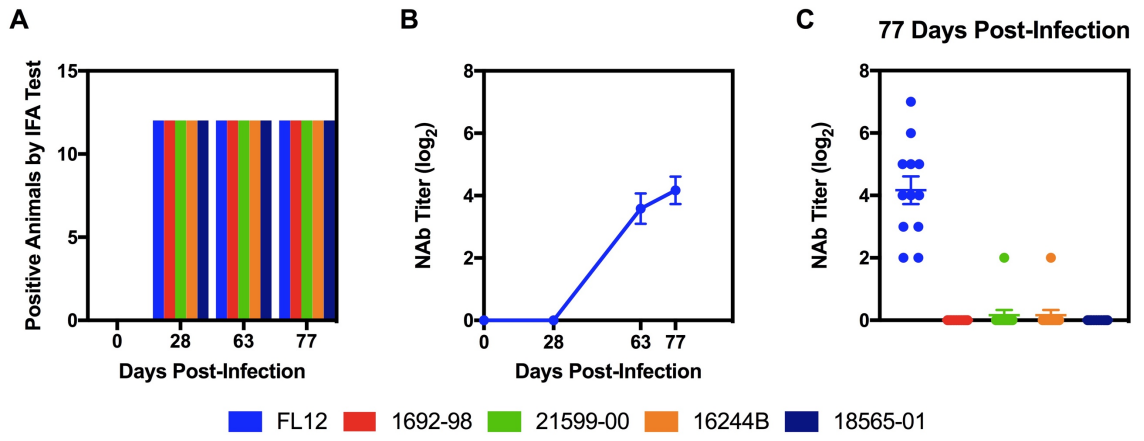 A
Positive Animals by IFA Test
15
10
5
0
0 28 63 77
Days Post-Infection
B
NAb Titer (log2)
8
6
4
2
0
0 28 63 77
Days Post-Infection
C
77 Days Post-Infection
NAb Titer (log2)
8
6
4
2
0
FL12 1692-98 21599-00 16244B 18565-01